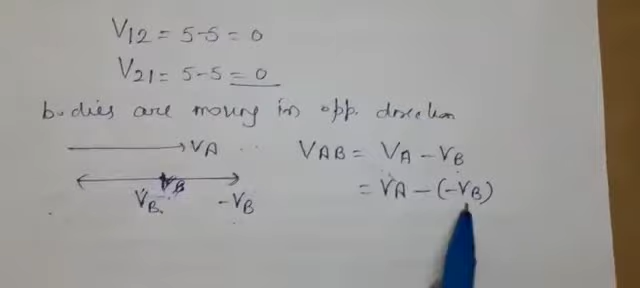 V12 = 5-5 = 0
V21 = 5-5 = 0
bodies are moving in opp. direction
VA
VAB = VA - VB
VB
= VA - (-VB)
VB. -VB